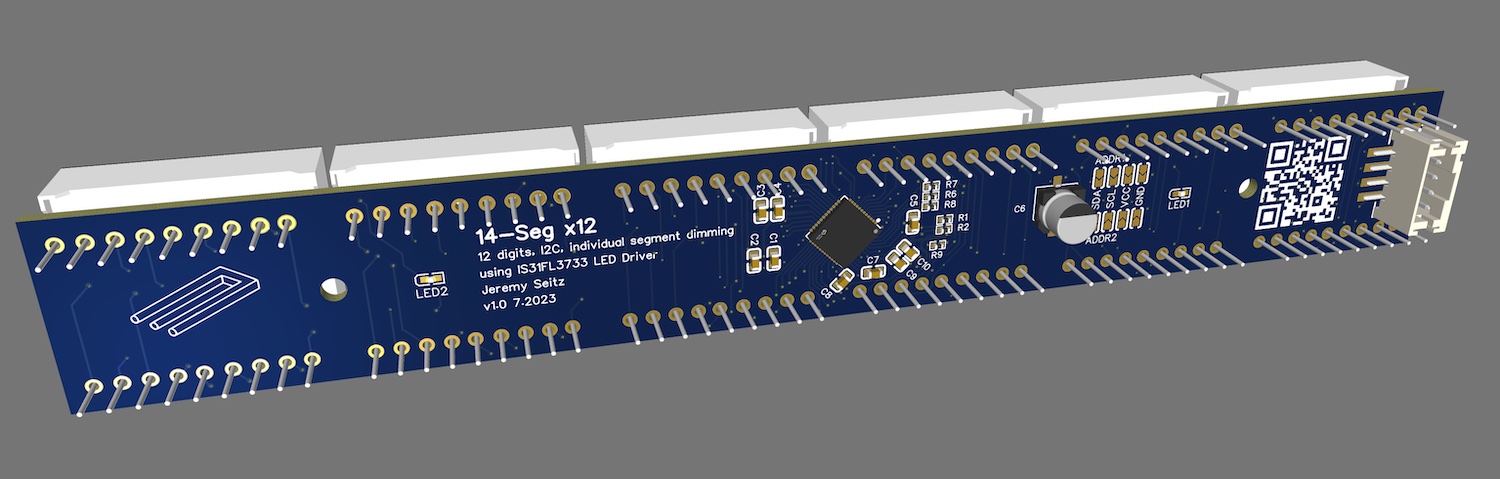 14-Seg x12
12 digits, I2C, individual segment dimming
using IS31FL3733 LED Driver
Jeremy Seitz
v1.0 7.2023
LED2
C3
C4
C2
C1
C5
R7
R6
R8
R1
R2
R9
C7
C10
C9
C8
C6
ADDR1
SDA
SCL
VCC
GND
ADDR2
LED1